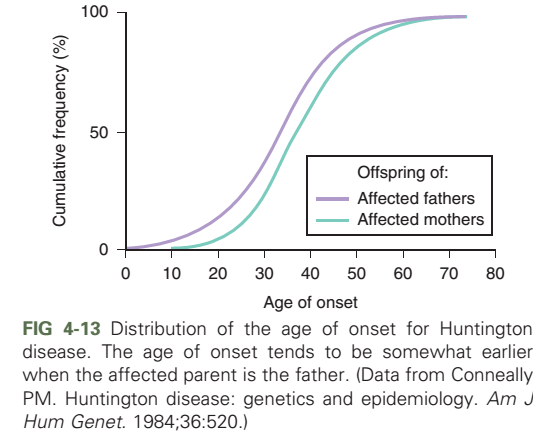 100
50
0
Cumulative frequency (%)
Offspring of:
Affected fathers
Affected mothers
0 10 20 30 40 50 60 70 80
Age of onset
FIG 4-13 Distribution of the age of onset for Huntington
disease. The age of onset tends to be somewhat earlier
when the affected parent is the father. (Data from Conneally
PM. Huntington disease: genetics and epidemiology. Am J
Hum Genet. 1984;36:520.)